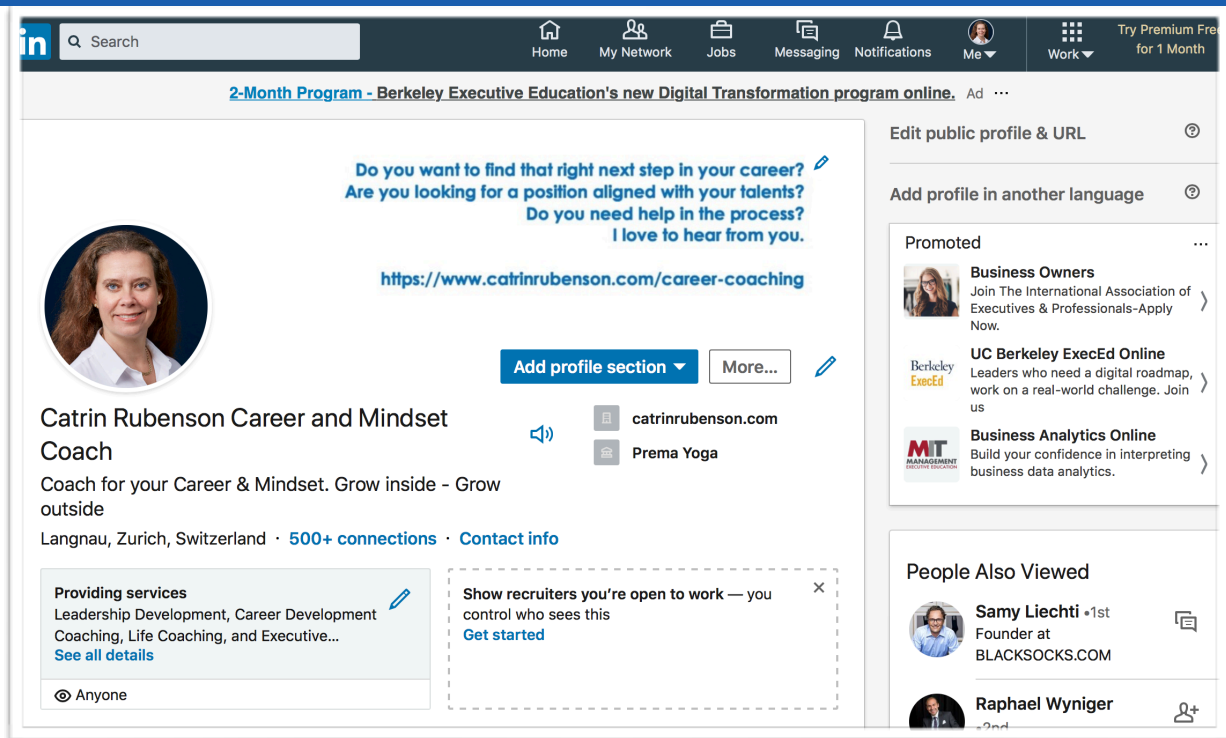 in
Search
Home
My Network
Jobs
Messaging
Notifications
Me
Work
Try Premium Free
for 1 Month
2-Month Program - Berkeley Executive Education's new Digital Transformation program online. Ad ...
Do you want to find that right next step in your career?
Are you looking for a position aligned with your talents?
Do you need help in the process?
I love to hear from you.
https://www.catrinrubenson.com/career-coaching
Add profile section
More...
Catrin Rubenson Career and Mindset
Coach
Coach for your Career & Mindset. Grow inside - Grow
outside
Langnau, Zurich, Switzerland · 500+ connections · Contact info
catrinrubenson.com
Prema Yoga
Providing services
Leadership Development, Career Development
Coaching, Life Coaching, and Executive...
See all details
Anyone
Show recruiters you're open to work — you
control who sees this
Get started
Edit public profile & URL
Add profile in another language
Promoted
...
Business Owners
Join The International Association of
Executives & Professionals-Apply
Now.
Berkeley
ExecEd
UC Berkeley ExecEd Online
Leaders who need a digital roadmap,
work on a real-world challenge. Join
us
MIT
MANAGEMENT
EXECUTIVE EDUCATION
Business Analytics Online
Build your confidence in interpreting
business data analytics.
People Also Viewed
Samy Liechti •1st
Founder at
BLACKSOCKS.COM
Raphael Wyniger
•2nd